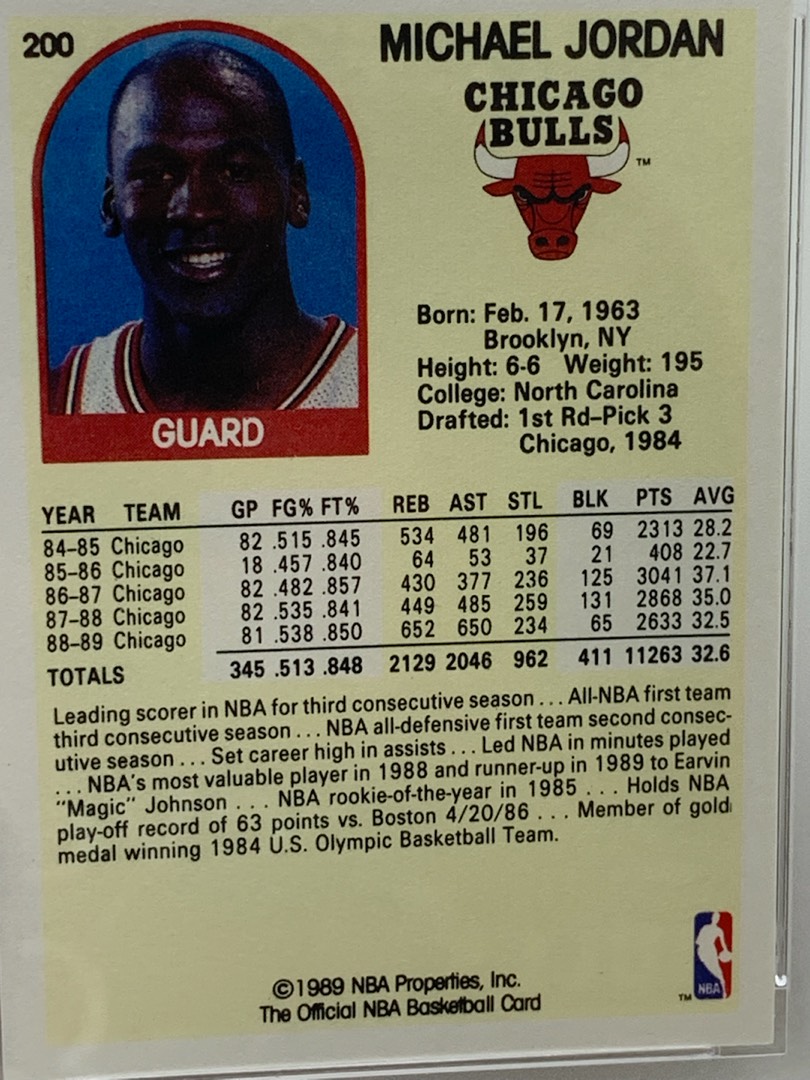 200
MICHAEL JORDAN
CHICAGO
BULLS
TM
Born: Feb. 17, 1963
Brooklyn, NY
Height: 6-6 Weight: 195
College: North Carolina
Drafted: 1st Rd–Pick 3
Chicago, 1984
GUARD
YEAR TEAM GP FG% FT% REB AST STL BLK PTS AVG
84–85 Chicago 82 .515 .845 534 481 196 69 2313 28.2
85–86 Chicago 18 .457 .840 64 53 37 21 408 22.7
86–87 Chicago 82 .482 .857 430 377 236 125 3041 37.1
87–88 Chicago 82 .535 .841 449 485 259 131 2868 35.0
88–89 Chicago 81 .538 .850 652 650 234 65 2633 32.5
TOTALS 345 .513 .848 2129 2046 962 411 11263 32.6
Leading scorer in NBA for third consecutive season . . . All-NBA first team
third consecutive season . . . NBA all-defensive first team second consec-
utive season . . . Set career high in assists . . . Led NBA in minutes played
. . . NBA's most valuable player in 1988 and runner-up in 1989 to Earvin
"Magic" Johnson . . . NBA rookie-of-the-year in 1985 . . . Holds NBA
play-off record of 63 points vs. Boston 4/20/86 . . . Member of gold
medal winning 1984 U.S. Olympic Basketball Team.
©1989 NBA Properties, Inc.
The Official NBA Basketball Card
TM
NBA